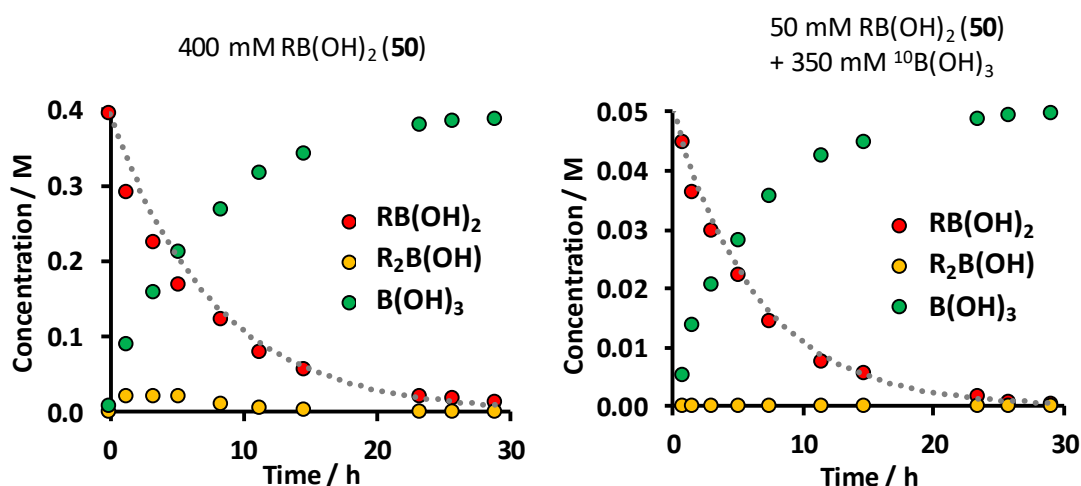 400 mM RB(OH)₂ (50)
Concentration / M
0.4
0.3
0.2
0.1
0.0
RB(OH)₂
R₂B(OH)
B(OH)₃
0 10 20 30
Time / h
50 mM RB(OH)₂ (50)
+ 350 mM ¹⁰B(OH)₃
Concentration / M
0.05
0.04
0.03
0.02
0.01
0.00
RB(OH)₂
R₂B(OH)
B(OH)₃
0 10 20 30
Time / h